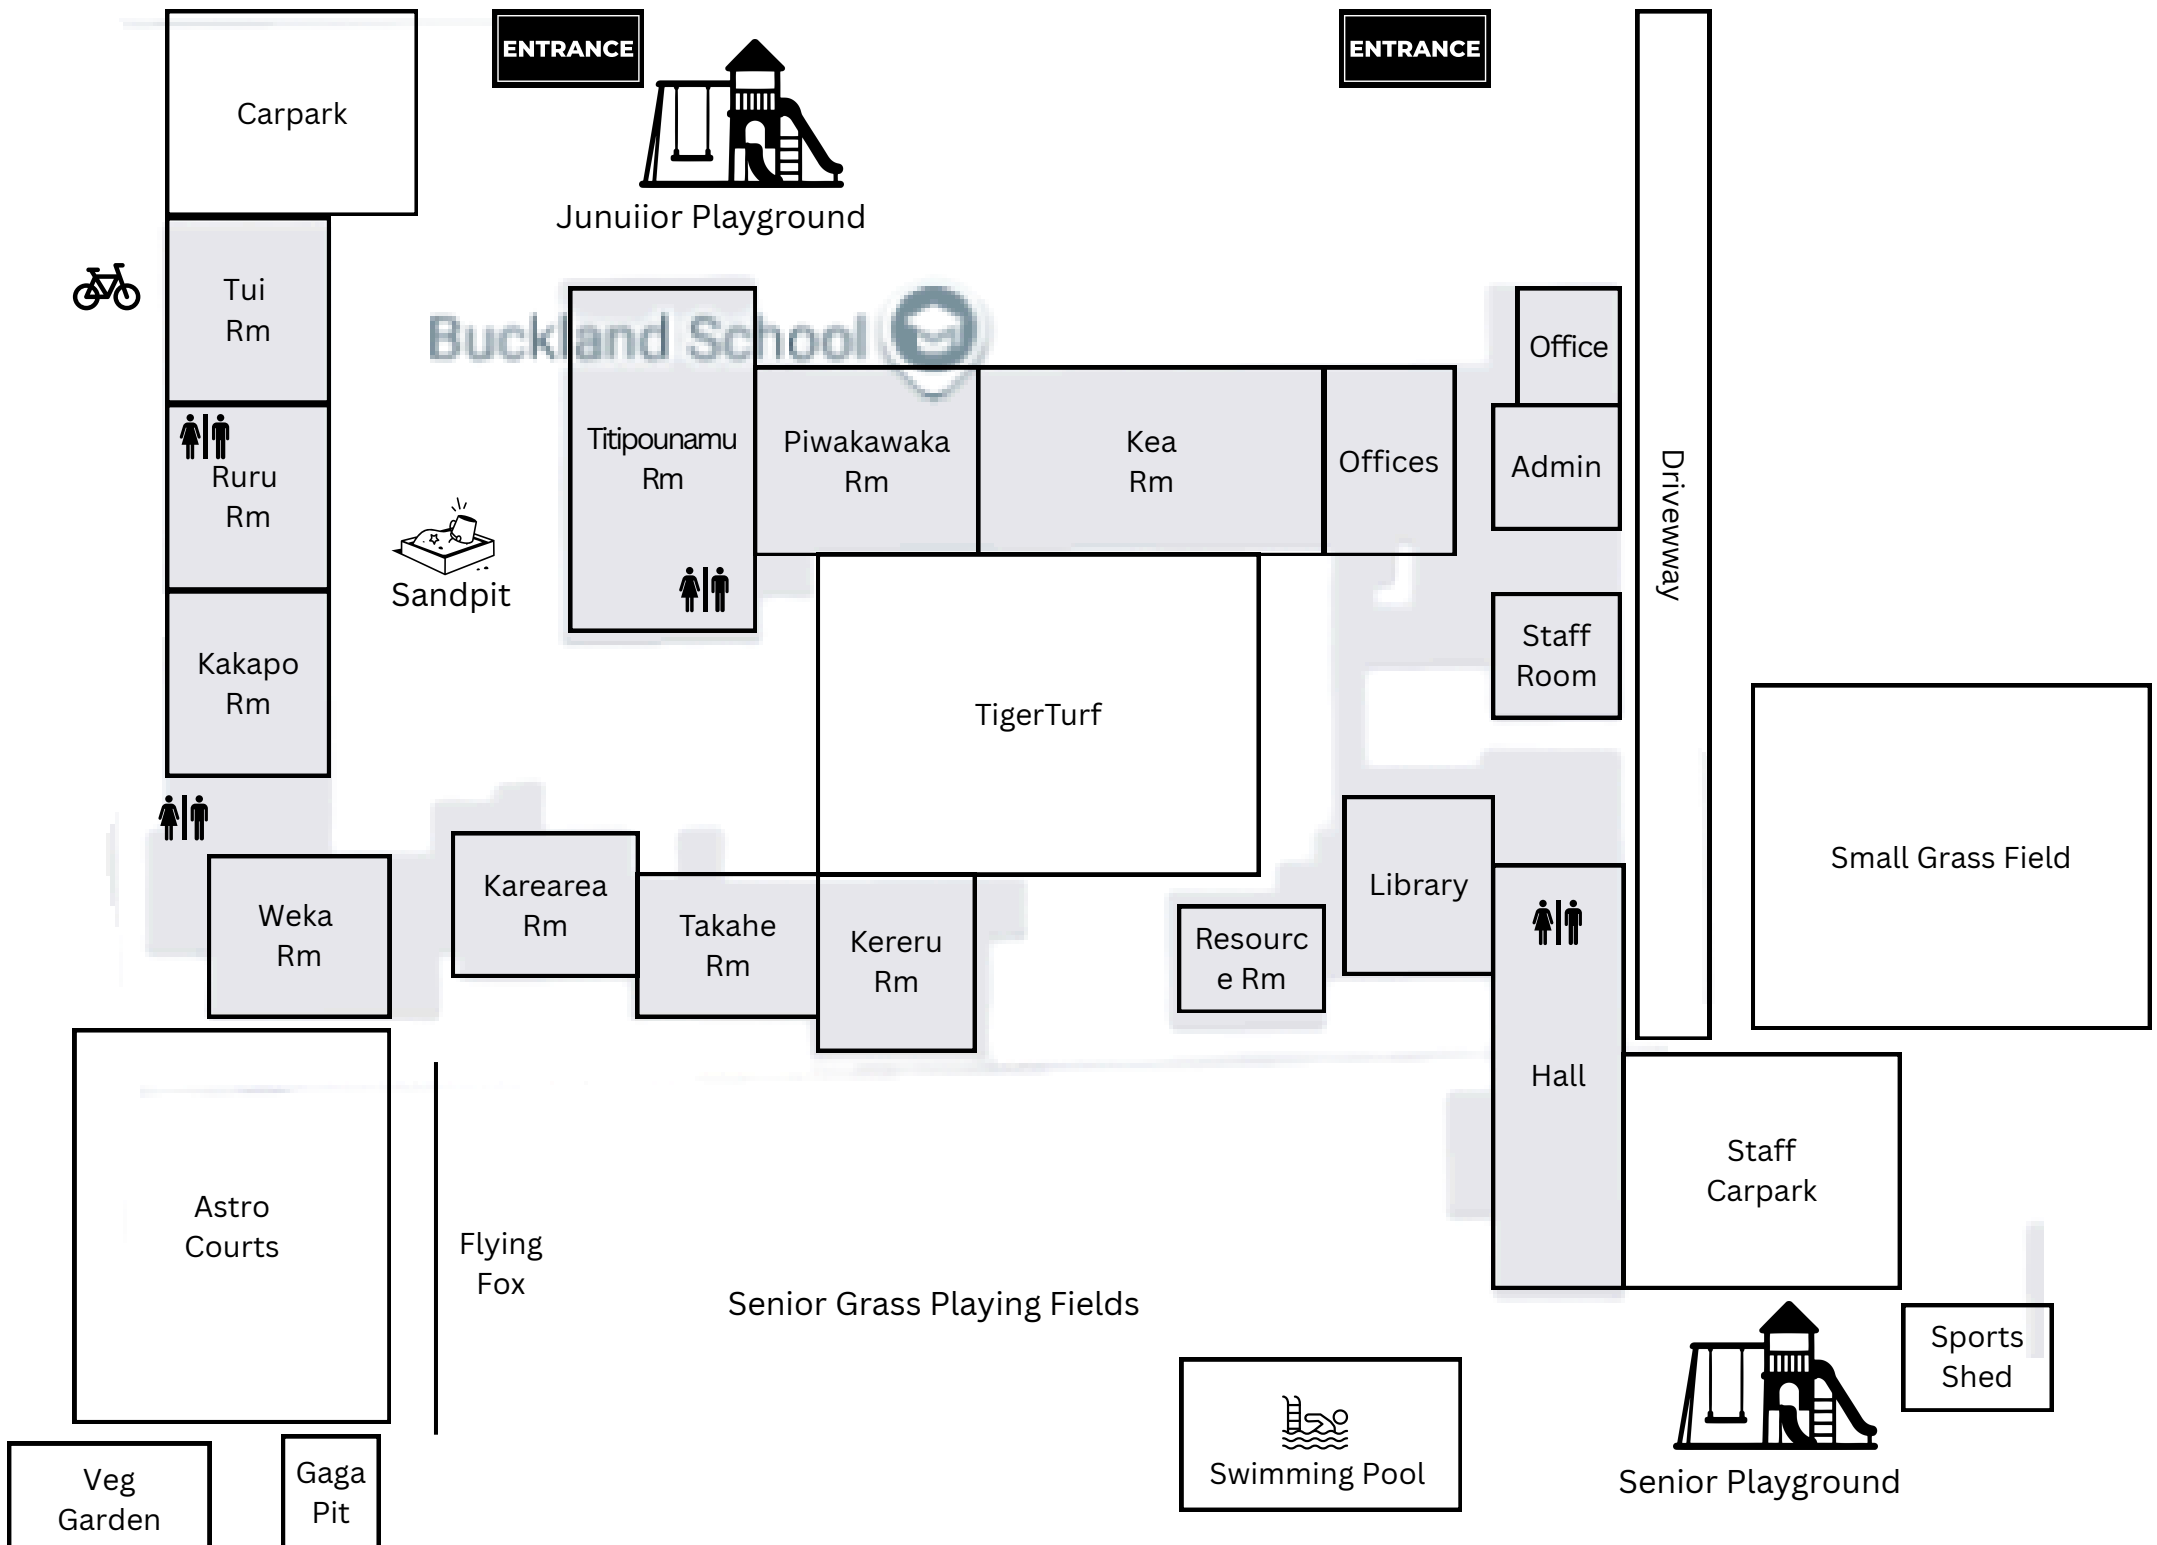 ENTRANCE
ENTRANCE
Carpark
Junuiior Playground
Tui
Rm
Buckland School
Office
Titipounamu
Rm
Piwakawaka
Rm
Kea
Rm
Offices
Admin
Ruru
Rm
Drivewway
Sandpit
Kakapo
Rm
Staff
Room
TigerTurf
Small Grass Field
Weka
Rm
Karearea
Rm
Takahe
Rm
Kereru
Rm
Resourc
e Rm
Library
Hall
Staff
Carpark
Astro
Courts
Flying
Fox
Senior Grass Playing Fields
Sports
Shed
Swimming Pool
Senior Playground
Veg
Garden
Gaga
Pit